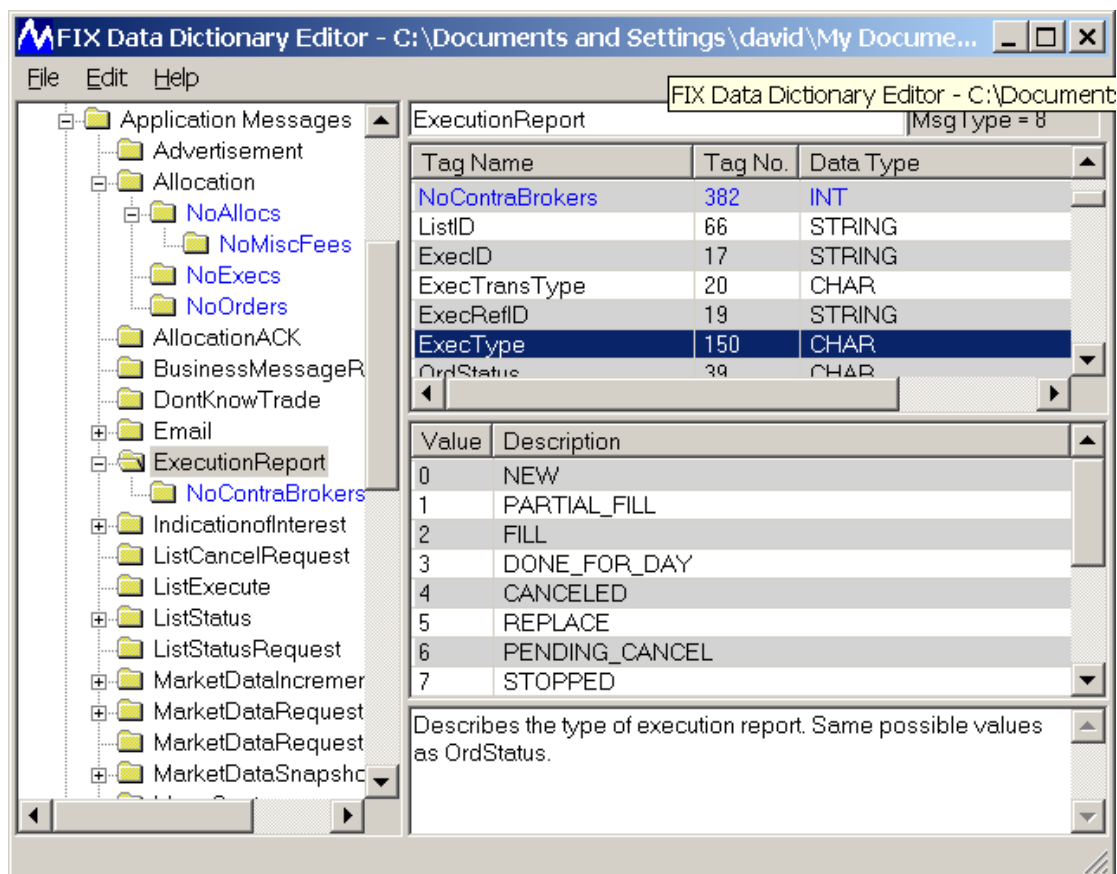 FIX Data Dictionary Editor - C:\Documents and Settings\david\My Docume...
File Edit Help
FIX Data Dictionary Editor - C:\Documents
Application Messages
Advertisement
Allocation
NoAllocs
NoMiscFees
NoExecs
NoOrders
AllocationACK
BusinessMessageR
DontKnowTrade
Email
ExecutionReport
NoContraBrokers
IndicationofInterest
ListCancelRequest
ListExecute
ListStatus
ListStatusRequest
MarketDataIncremen
MarketDataRequest
MarketDataRequest
MarketDataSnapsho
ExecutionReport MsgType = 8
Tag Name Tag No. Data Type
NoContraBrokers 382 INT
ListID 66 STRING
ExecID 17 STRING
ExecTransType 20 CHAR
ExecRefID 19 STRING
ExecType 150 CHAR
OrdStatus 39 CHAR
Value Description
0 NEW
1 PARTIAL_FILL
2 FILL
3 DONE_FOR_DAY
4 CANCELED
5 REPLACE
6 PENDING_CANCEL
7 STOPPED
Describes the type of execution report. Same possible values
as OrdStatus.